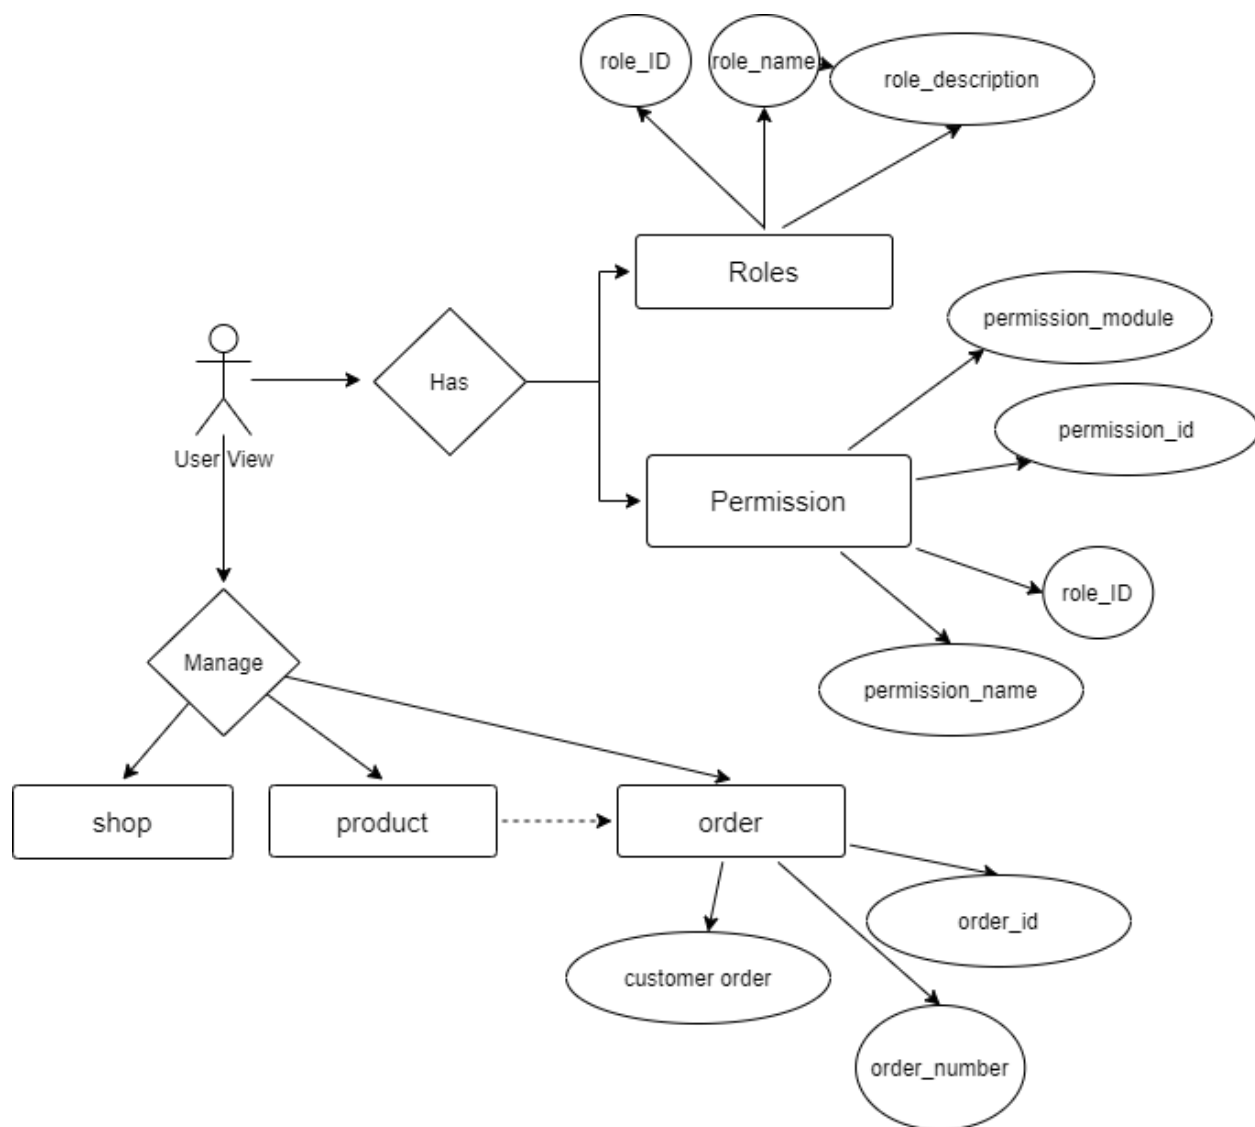 role_ID
role_name
role_description
Roles
permission_module
Has
permission_id
User View
Permission
role_ID
Manage
permission_name
shop
product
order
order_id
customer order
order_number